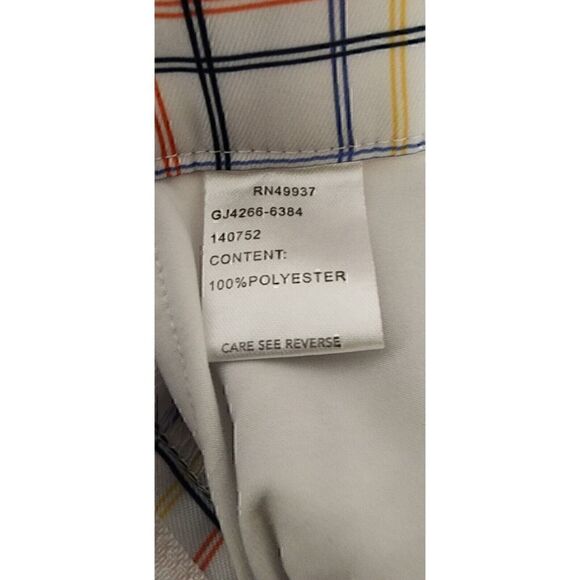 RN49937
GJ4266-6384
140752
CONTENT:
100%POLYESTER
CARE SEE REVERSE